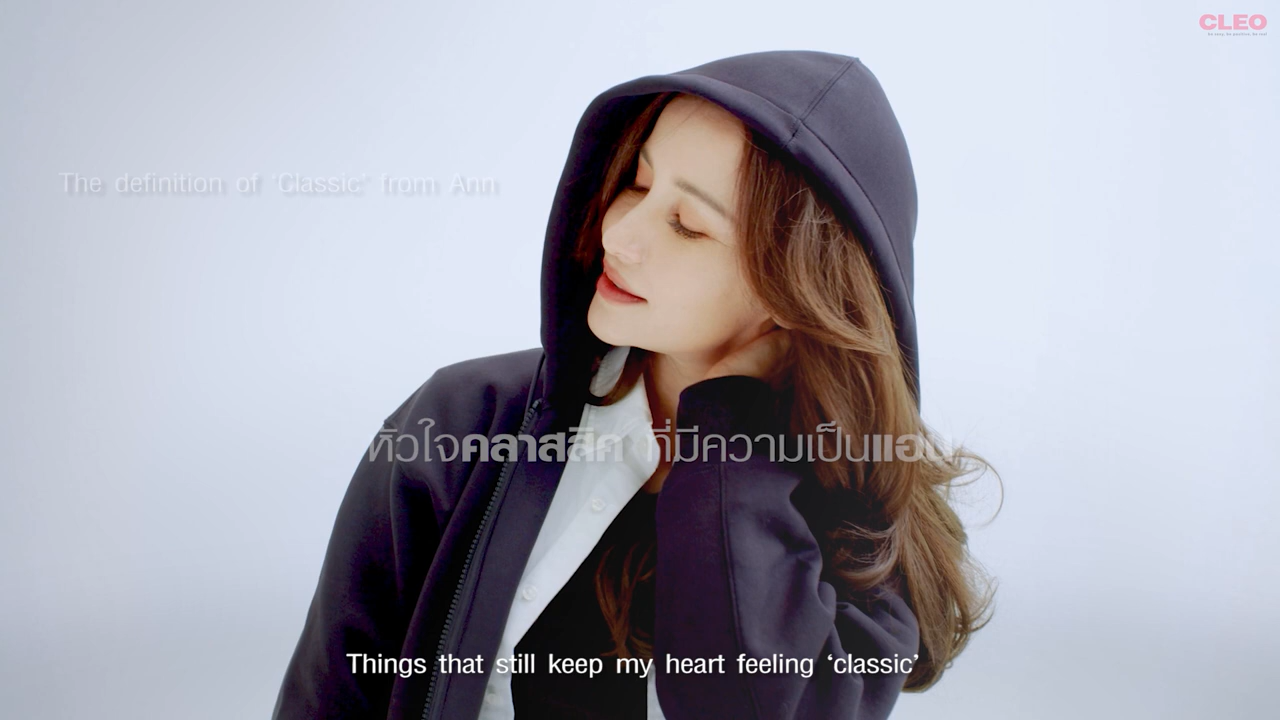 CLEO
The definition of ‘Classic’ from Ann
หัวใจคลาสสิค ที่มีความเป็นแอน
Things that still keep my heart feeling ‘classic’